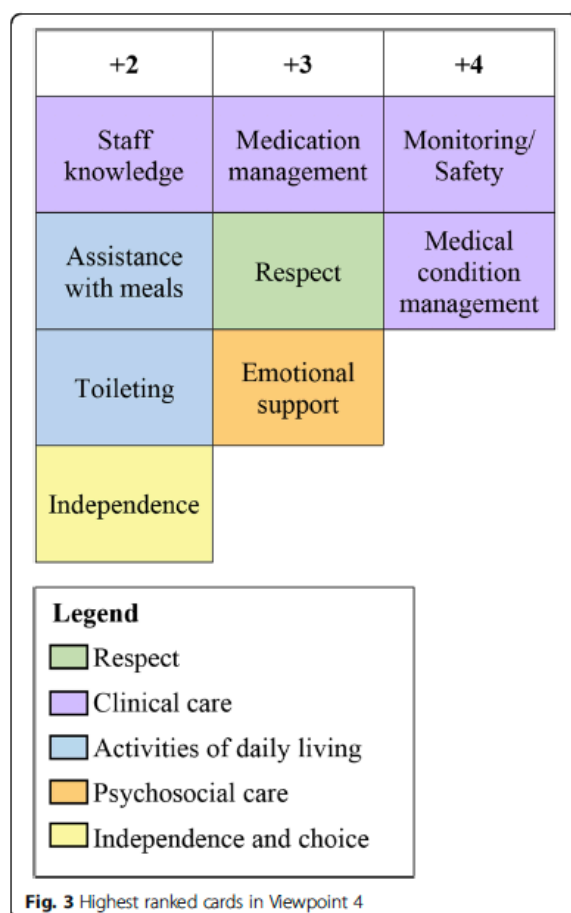 +2 +3 +4
Staff
knowledge
Medication
management
Monitoring/
Safety
Assistance
with meals
Respect
Medical
condition
management
Toileting
Emotional
support
Independence
Legend
Respect
Clinical care
Activities of daily living
Psychosocial care
Independence and choice
Fig. 3 Highest ranked cards in Viewpoint 4